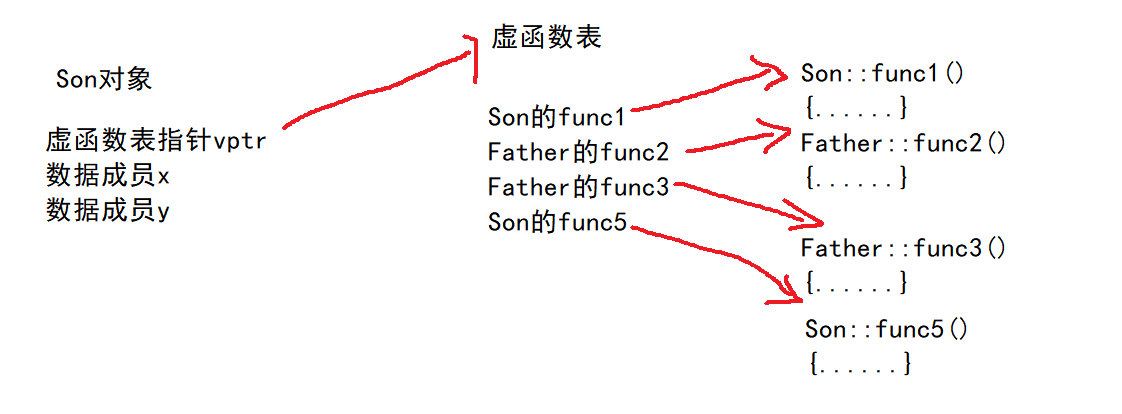 虚函数表
Son对象
虚函数表指针vptr
数据成员x
数据成员y
Son的func1
Father的func2
Father的func3
Son的func5
Son::func1()
{......}
Father::func2()
{......}
Father::func3()
{......}
Son::func5()
{......}